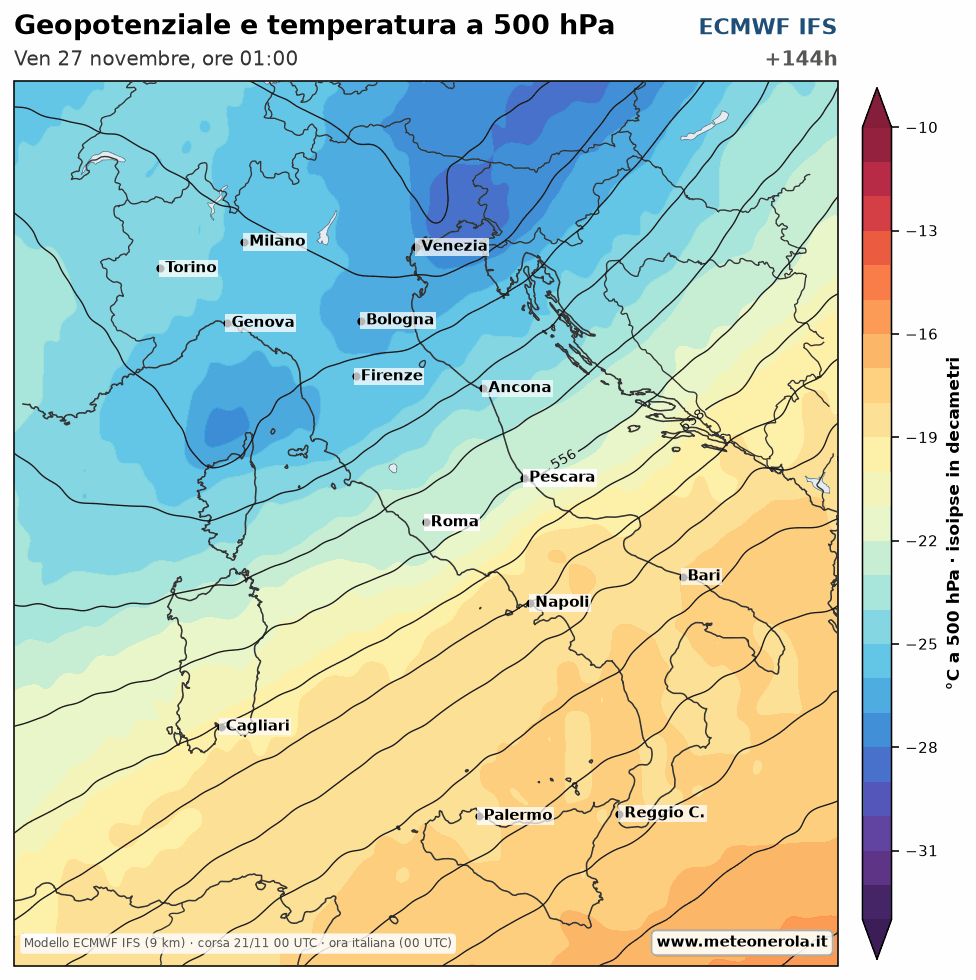 Geopotenziale e temperatura a 500 hPa
ECMWF IFS
Ven 27 novembre, ore 01:00
+144h
Milano
Venezia
Torino
Genova
Bologna
Firenze
Ancona
556
Pescara
Roma
Bari
Napoli
Cagliari
Palermo
Reggio C.
−10
−13
−16
−19
−22
−25
−28
−31
°C a 500 hPa · isoipse in decametri
Modello ECMWF IFS (9 km) · corsa 21/11 00 UTC · ora italiana (00 UTC)
www.meteonerola.it